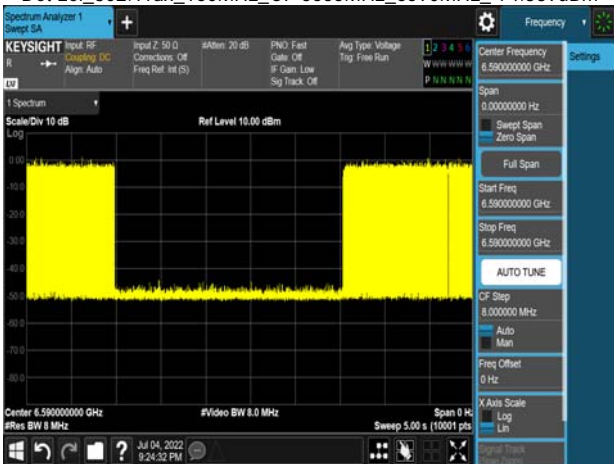 Spectrum Analyzer 1
Swept SA
Frequency
KEYSIGHT
R
Input: RF
Coupling: DC
Align: Auto
Input Z: 50 Ω
Corrections: Off
Freq Ref: Int (S)
#Atten: 20 dB
PNO: Fast
Gate: Off
IF Gain: Low
Sig Track: Off
Avg Type: Voltage
Trig: Free Run
1 2 3 4 5 6
W W W W W W
P N N N N N
Settings
Center Frequency
6.590000000 GHz
Span
0.00000000 Hz
Swept Span
Zero Span
Full Span
Start Freq
6.590000000 GHz
Stop Freq
6.590000000 GHz
AUTO TUNE
CF Step
8.000000 MHz
Auto
Man
Freq Offset
0 Hz
X Axis Scale
Log
Lin
Signal Track
1 Spectrum
Scale/Div 10 dB
Ref Level 10.00 dBm
Log
0.00
-10.0
-20.0
-30.0
-40.0
-50.0
-60.0
-70.0
-80.0
Center 6.590000000 GHz
#Video BW 8.0 MHz
Span 0 Hz
#Res BW 8 MHz
Sweep 5.00 s (10001 pts
?
Jul 04, 2022
9:24:32 PM